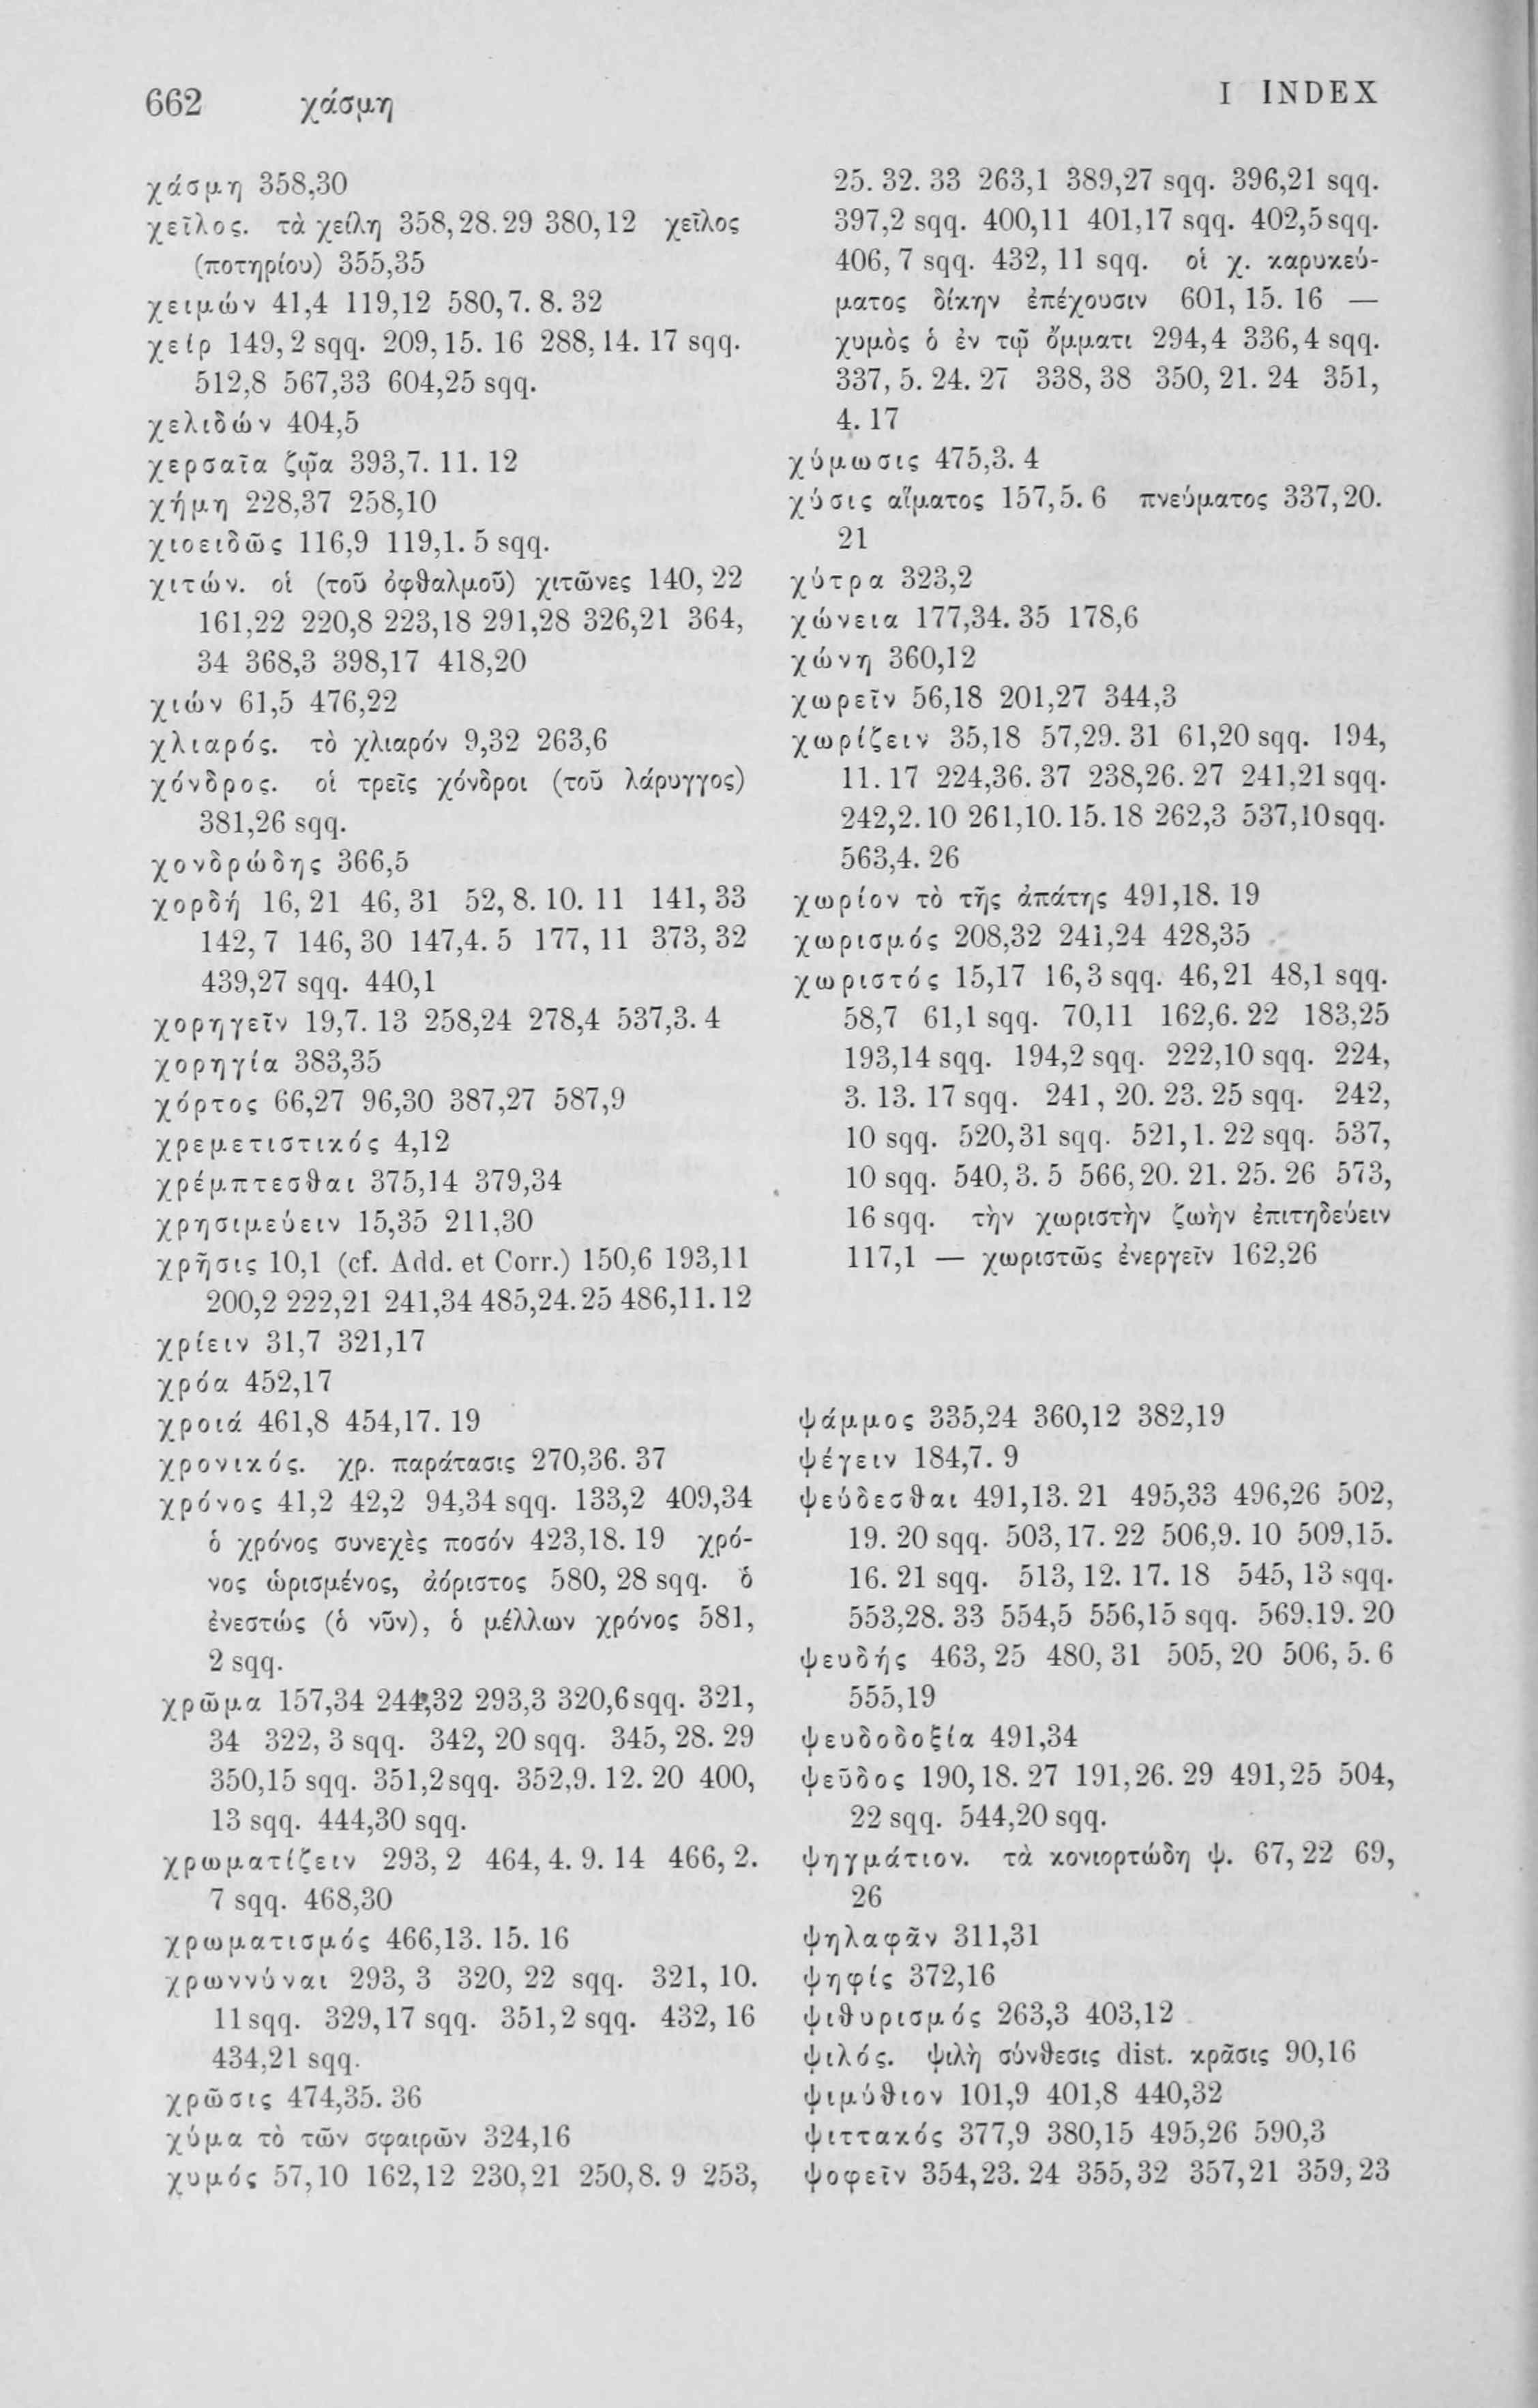 662 χάσμη I INDEX
χάσμη 358,30
χεῖλος. τὰ χείλη 358,28.29 380,12 χεῖλος
(ποτηρίου) 355,35
χειμών 41,4 119,12 580,7. 8. 32
χείρ 149,2 sqq. 209,15. 16 288,14. 17 sqq.
512,8 567,33 604,25 sqq.
χελιδών 404,5
χερσαῖα ζῷα 393,7. 11. 12
χήμη 228,37 258,10
χιοειδῶς 116,9 119,1. 5 sqq.
χιτών. οἱ (τοῦ ὀφθαλμοῦ) χιτῶνες 140, 22
161,22 220,8 223,18 291,28 326,21 364,
34 368,3 398,17 418,20
χιών 61,5 476,22
χλιαρός. τὸ χλιαρόν 9,32 263,6
χόνδρος. οἱ τρεῖς χόνδροι (τοῦ λάρυγγος)
381,26 sqq.
χονδρώδης 366,5
χορδή 16, 21 46, 31 52, 8. 10. 11 141, 33
142, 7 146, 30 147,4. 5 177, 11 373, 32
439,27 sqq. 440,1
χορηγεῖν 19,7. 13 258,24 278,4 537,3. 4
χορηγία 383,35
χόρτος 66,27 96,30 387,27 587,9
χρεμετιστικός 4,12
χρέμπτεσθαι 375,14 379,34
χρησιμεύειν 15,35 211,30
χρῆσις 10,1 (cf. Add. et Corr.) 150,6 193,11
200,2 222,21 241,34 485,24.25 486,11.12
χρίειν 31,7 321,17
χρόα 452,17
χροιά 461,8 454,17. 19
χρονικός. χρ. παράτασις 270,36. 37
χρόνος 41,2 42,2 94,34 sqq. 133,2 409,34
ὁ χρόνος συνεχὲς ποσόν 423,18. 19 χρό-
νος ὡρισμένος, ἀόριστος 580, 28 sqq. ὁ
ἐνεστώς (ὁ νῦν), ὁ μέλλων χρόνος 581,
2 sqq.
χρῶμα 157,34 244,32 293,3 320,6 sqq. 321,
34 322, 3 sqq. 342, 20 sqq. 345, 28. 29
350,15 sqq. 351,2 sqq. 352,9. 12. 20 400,
13 sqq. 444,30 sqq.
χρωματίζειν 293, 2 464, 4. 9. 14 466, 2.
7 sqq. 468,30
χρωματισμός 466,13. 15. 16
χρωννύναι 293, 3 320, 22 sqq. 321, 10.
11 sqq. 329,17 sqq. 351,2 sqq. 432, 16
434,21 sqq.
χρῶσις 474,35. 36
χύμα τὸ τῶν σφαιρῶν 324,16
χυμός 57,10 162,12 230,21 250,8. 9 253,
25. 32. 33 263,1 389,27 sqq. 396,21 sqq.
397,2 sqq. 400,11 401,17 sqq. 402,5 sqq.
406, 7 sqq. 432, 11 sqq. οἱ χ. καρυκεύ-
ματος δίκην ἐπέχουσιν 601, 15. 16 —
χυμὸς ὁ ἐν τῷ ὄμματι 294,4 336,4 sqq.
337, 5. 24. 27 338, 38 350, 21. 24 351,
4. 17
χύμωσις 475,3. 4
χύσις αἵματος 157,5. 6 πνεύματος 337,20.
21
χύτρα 323,2
χώνεια 177,34. 35 178,6
χώνη 360,12
χωρεῖν 56,18 201,27 344,3
χωρίζειν 35,18 57,29. 31 61,20 sqq. 194,
11. 17 224,36. 37 238,26. 27 241,21 sqq.
242,2.10 261,10.15.18 262,3 537,10 sqq.
563,4. 26
χωρίον τὸ τῆς ἀπάτης 491,18. 19
χωρισμός 208,32 241,24 428,35
χωριστός 15,17 16,3 sqq. 46,21 48,1 sqq.
58,7 61,1 sqq. 70,11 162,6. 22 183,25
193,14 sqq. 194,2 sqq. 222,10 sqq. 224,
3. 13. 17 sqq. 241, 20. 23. 25 sqq. 242,
10 sqq. 520,31 sqq. 521,1. 22 sqq. 537,
10 sqq. 540,3. 5 566,20. 21. 25. 26 573,
16 sqq. τὴν χωριστὴν ζωὴν ἐπιτηδεύειν
117,1 — χωριστῶς ἐνεργεῖν 162,26
ψάμμος 335,24 360,12 382,19
ψέγειν 184,7. 9
ψεύδεσθαι 491,13. 21 495,33 496,26 502,
19. 20 sqq. 503,17. 22 506,9. 10 509,15.
16. 21 sqq. 513, 12. 17. 18 545, 13 sqq.
553,28. 33 554,5 556,15 sqq. 569,19. 20
ψευδής 463, 25 480, 31 505, 20 506, 5. 6
555,19
ψευδοδοξία 491,34
ψεῦδος 190,18. 27 191,26. 29 491,25 504,
22 sqq. 544,20 sqq.
ψηγμάτιον. τὰ κονιορτώδη ψ. 67, 22 69,
26
ψηλαφᾶν 311,31
ψηφίς 372,16
ψιθυρισμός 263,3 403,12
ψιλός. ψιλὴ σύνθεσις dist. κρᾶσις 90,16
ψιμύθιον 101,9 401,8 440,32
ψιττακός 377,9 380,15 495,26 590,3
ψοφεῖν 354,23. 24 355,32 357,21 359,23